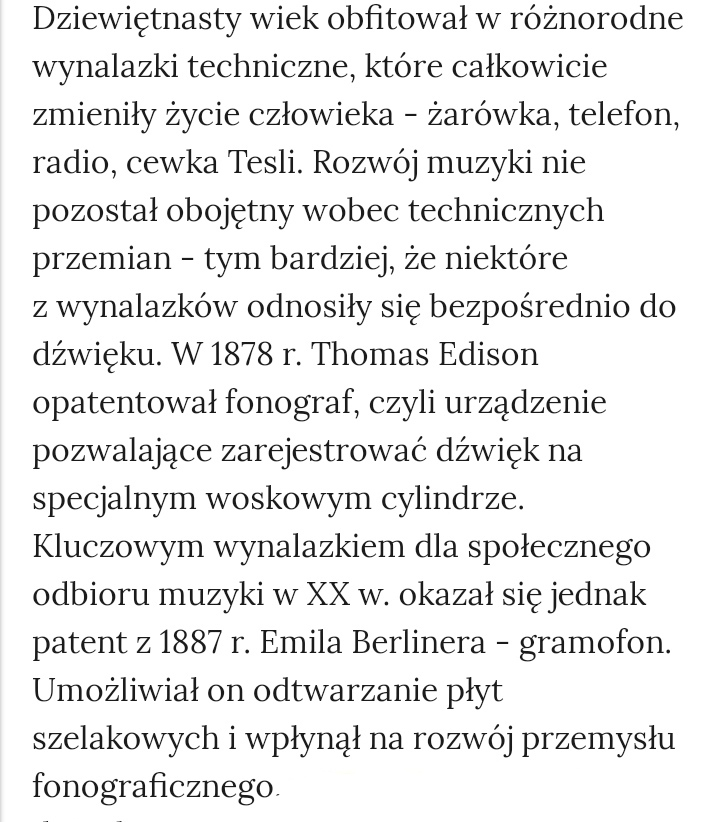 Dziewiętnasty wiek obfitował w różnorodne
wynalazki techniczne, które całkowicie
zmieniły życie człowieka - żarówka, telefon,
radio, cewka Tesli. Rozwój muzyki nie
pozostał obojętny wobec technicznych
przemian - tym bardziej, że niektóre
z wynalazków odnosiły się bezpośrednio do
dźwięku. W 1878 r. Thomas Edison
opatentował fonograf, czyli urządzenie
pozwalające zarejestrować dźwięk na
specjalnym woskowym cylindrze.
Kluczowym wynalazkiem dla społecznego
odbioru muzyki w XX w. okazał się jednak
patent z 1887 r. Emila Berlinera - gramofon.
Umożliwiał on odtwarzanie płyt
szelakowych i wpłynął na rozwój przemysłu
fonograficznego.